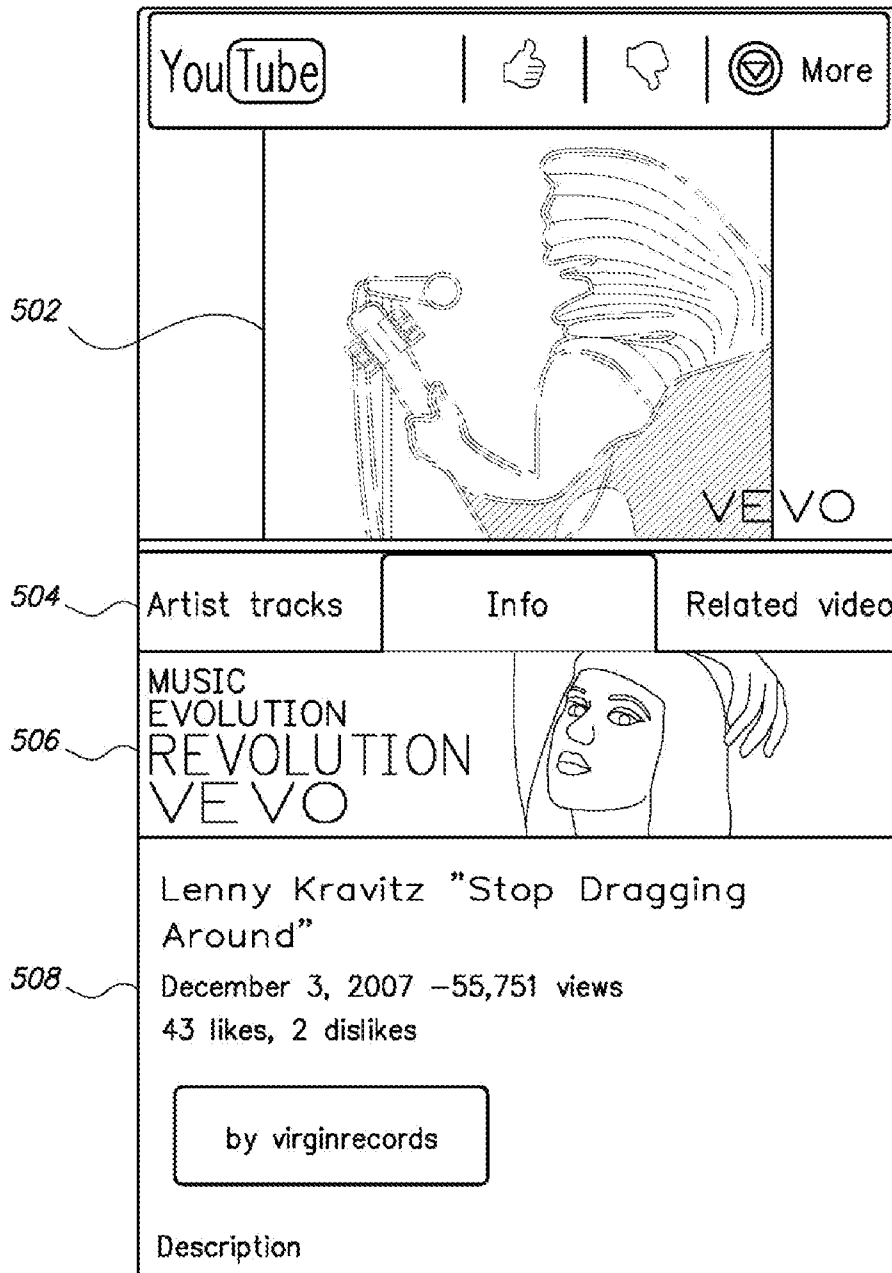 YouTube More
502
VEVO
504 Artist tracks Info Related video
MUSIC
EVOLUTION
506 REVOLUTION
VEVO
Lenny Kravitz "Stop Dragging
Around"
508 December 3, 2007 –55,751 views
43 likes, 2 dislikes
by virginrecords
Description